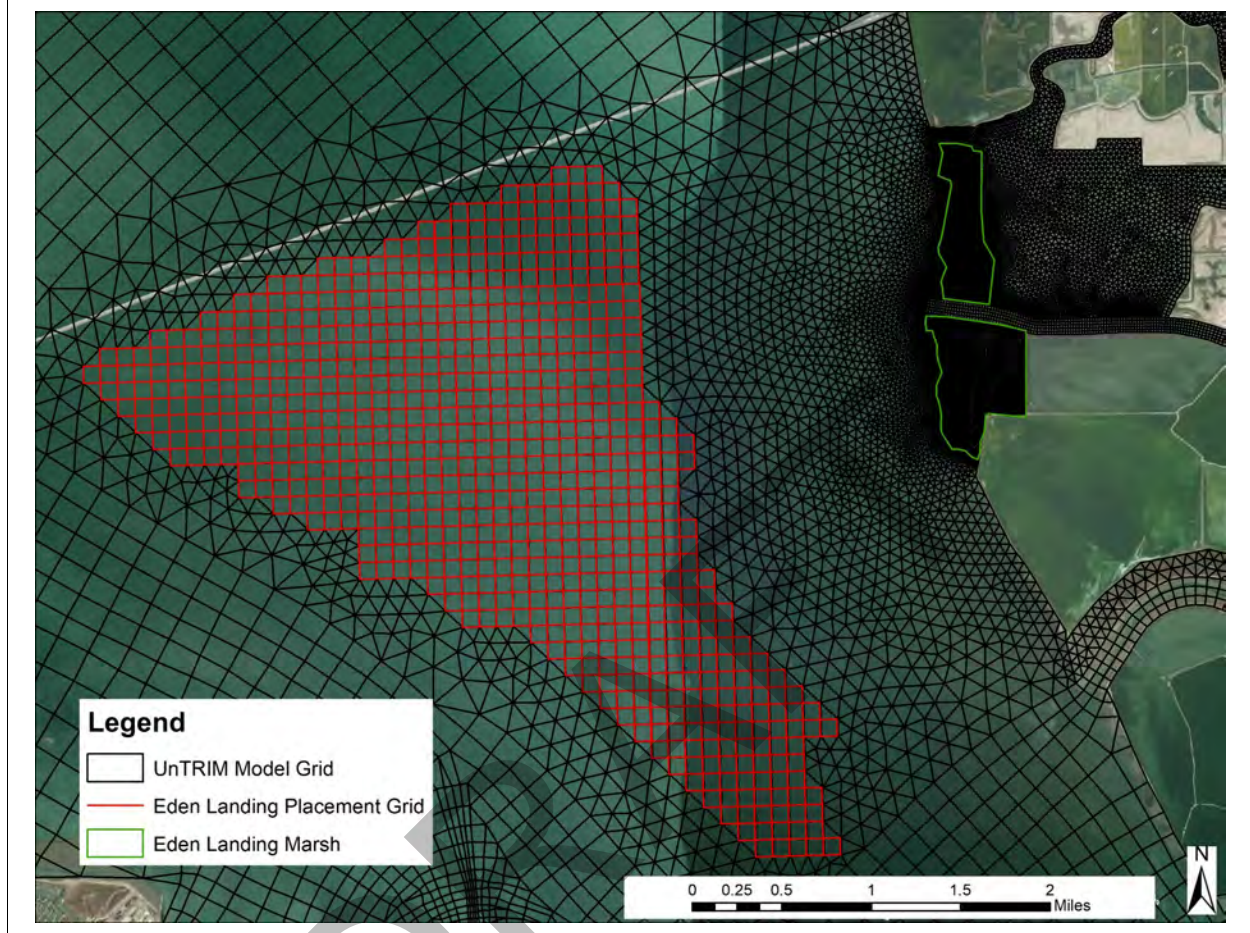 Legend
UnTRIM Model Grid
Eden Landing Placement Grid
Eden Landing Marsh
N
0 0.25 0.5 1 1.5 2
Miles